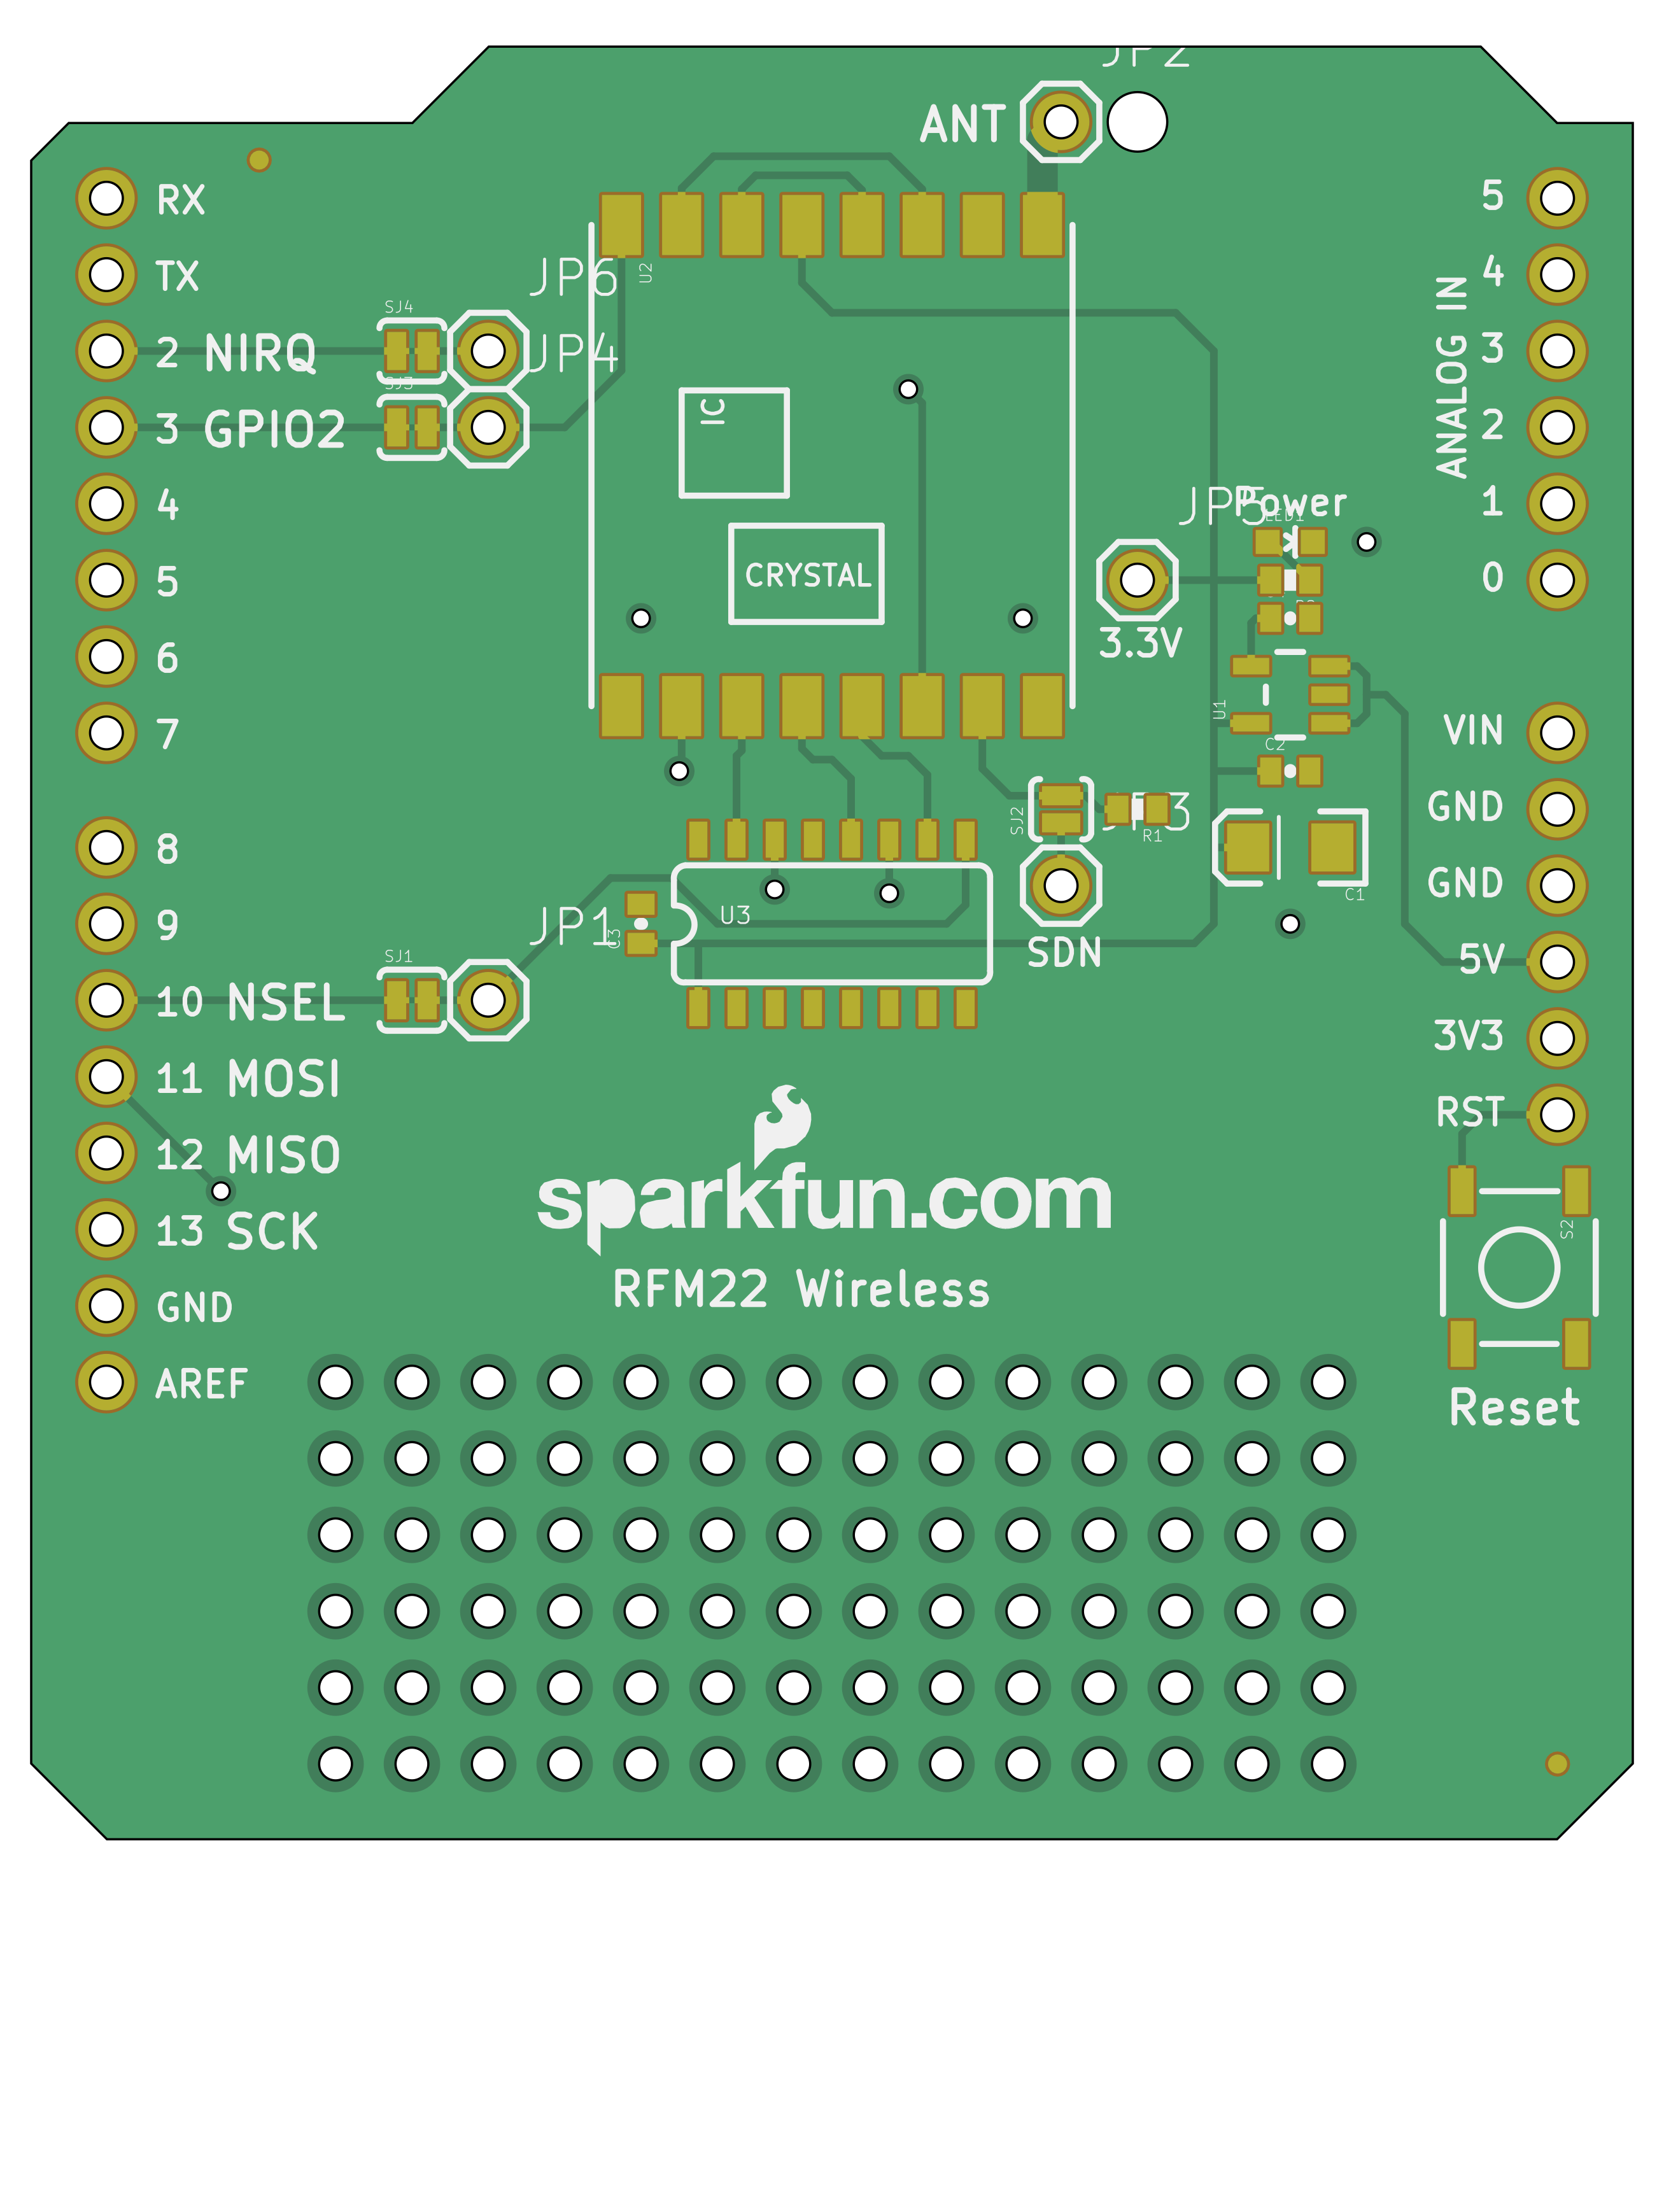 JP2
ANT
RX
5
TX
JP6
U2
4
ANALOG IN
SJ4
2 NIRQ
JP4
3
SJ3
3 GPIO2
IC
2
4
JP5
Power
LED1
1
5
CRYSTAL
0
6
3.3V
7
U1
VIN
C2
8
SJ2
JP3
R1
GND
C1
GND
9
JP1
C3
U3
SDN
5V
SJ1
10 NSEL
3V3
11 MOSI
RST
12 MISO
sparkfun.com
13 SCK
S2
RFM22 Wireless
GND
AREF
Reset